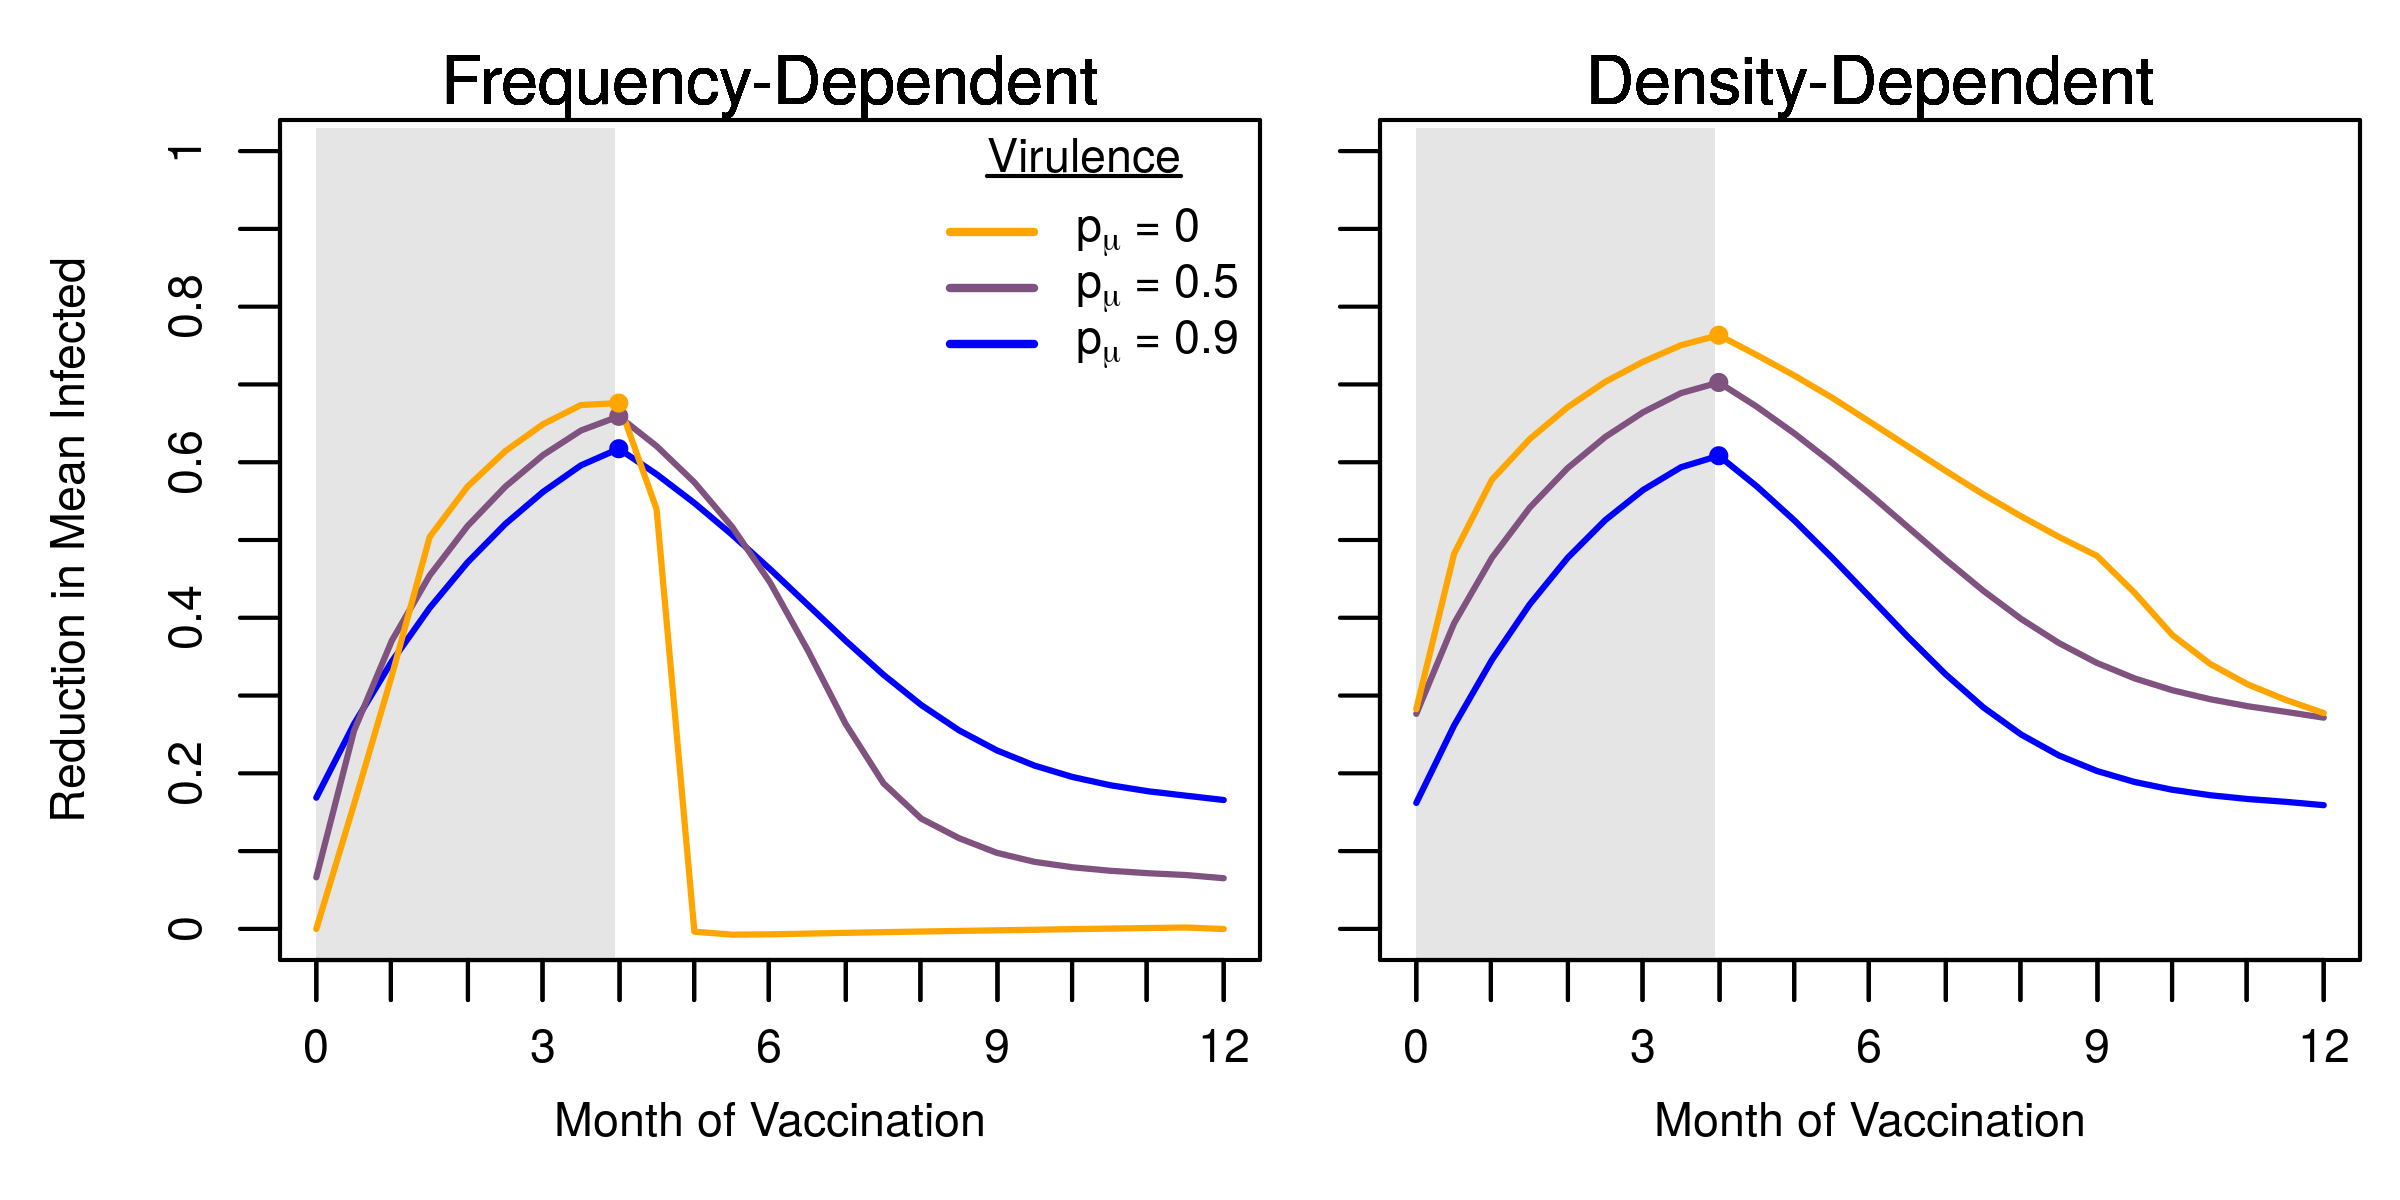 Frequency-Dependent
Density-Dependent
Reduction in Mean Infected
1
0.8
0.6
0.4
0.2
0
Virulence
pμ = 0
pμ = 0.5
pμ = 0.9
0 3 6 9 12
0 3 6 9 12
Month of Vaccination
Month of Vaccination